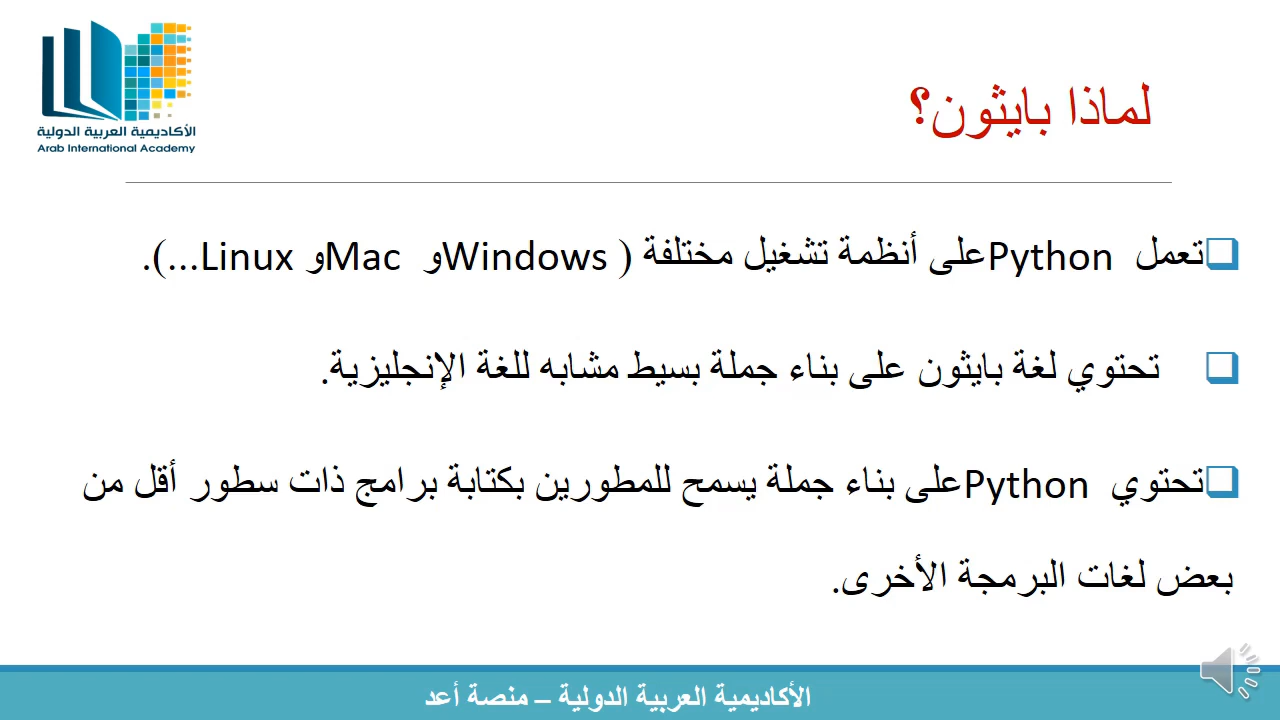 الأكاديمية العربية الدولية
Arab International Academy
لماذا بايثون؟
تعمل Python على أنظمة تشغيل مختلفة ( Windows و Mac و Linux...).
تحتوي لغة بايثون على بناء جملة بسيط مشابه للغة الإنجليزية.
تحتوي Python على بناء جملة يسمح للمطورين بكتابة برامج ذات سطور أقل من
بعض لغات البرمجة الأخرى.
الأكاديمية العربية الدولية – منصة أعد